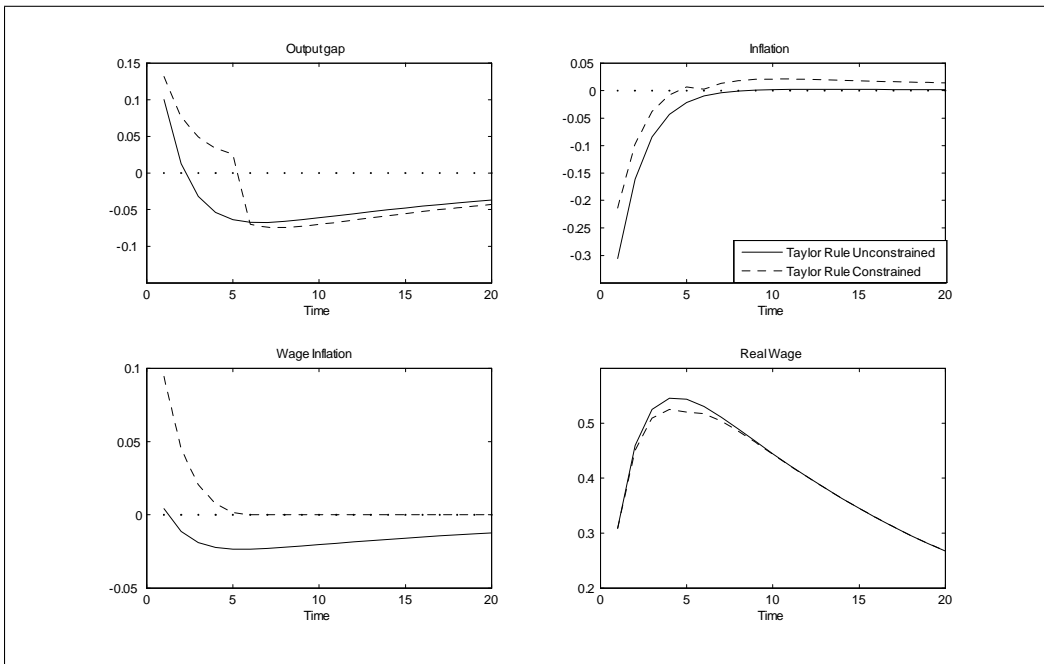 Output gap
0.15
0.1
0.05
0
-0.05
-0.1
0 5 10 15 20
Time
Inflation
0.05
0
-0.05
-0.1
-0.15
-0.2
-0.25
-0.3
Taylor Rule Unconstrained
Taylor Rule Constrained
0 5 10 15 20
Time
Wage Inflation
0.1
0.05
0
-0.05
0 5 10 15 20
Time
Real Wage
0.5
0.4
0.3
0.2
0 5 10 15 20
Time